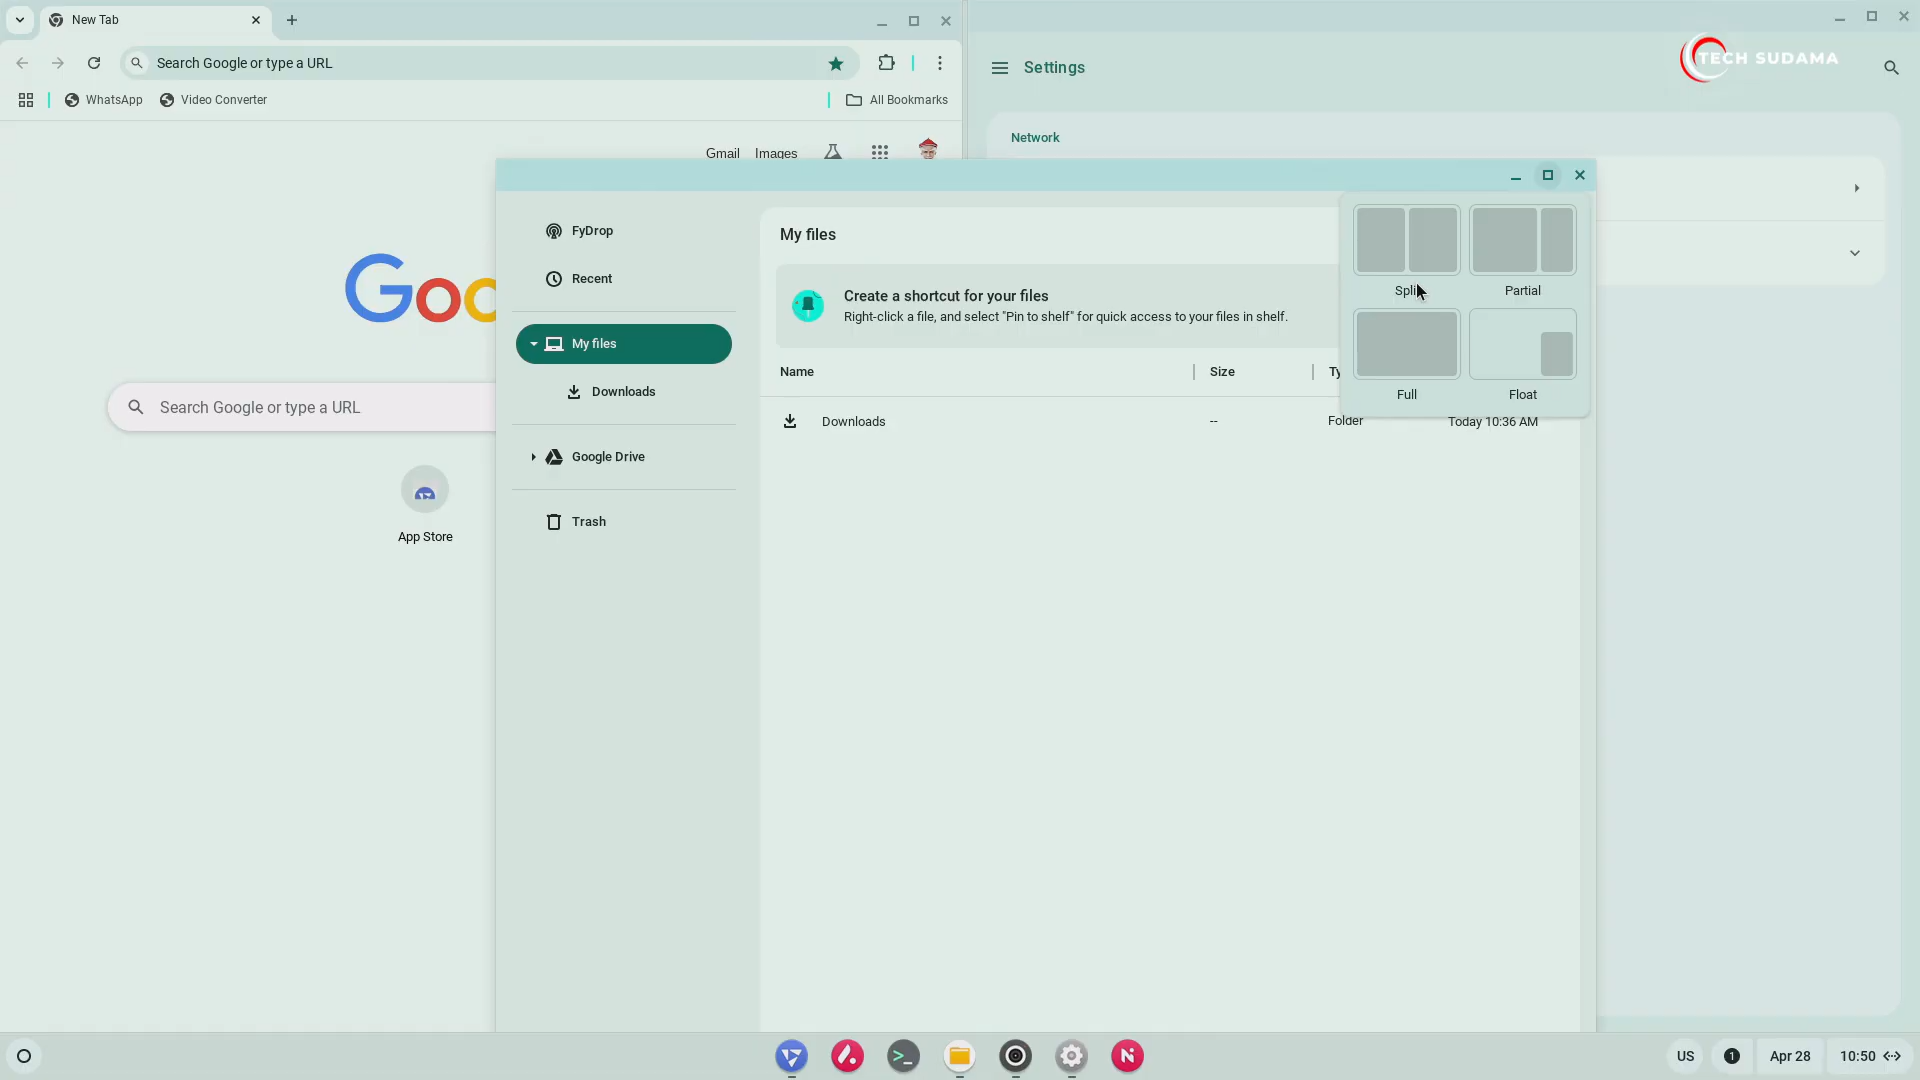 New Tab
Search Google or type a URL
WhatsApp
Video Converter
All Bookmarks
Gmail
Images
Goo
Search Google or type a URL
App Store
Settings
TECH SUDAMA
Network
FyDrop
Recent
My files
Downloads
Google Drive
Trash
My files
Create a shortcut for your files
Right-click a file, and select "Pin to shelf" for quick access to your files in shelf.
Name
Size
Ty
Downloads
--
Folder
Today 10:36 AM
Split
Partial
Full
Float
US
1
Apr 28
10:50